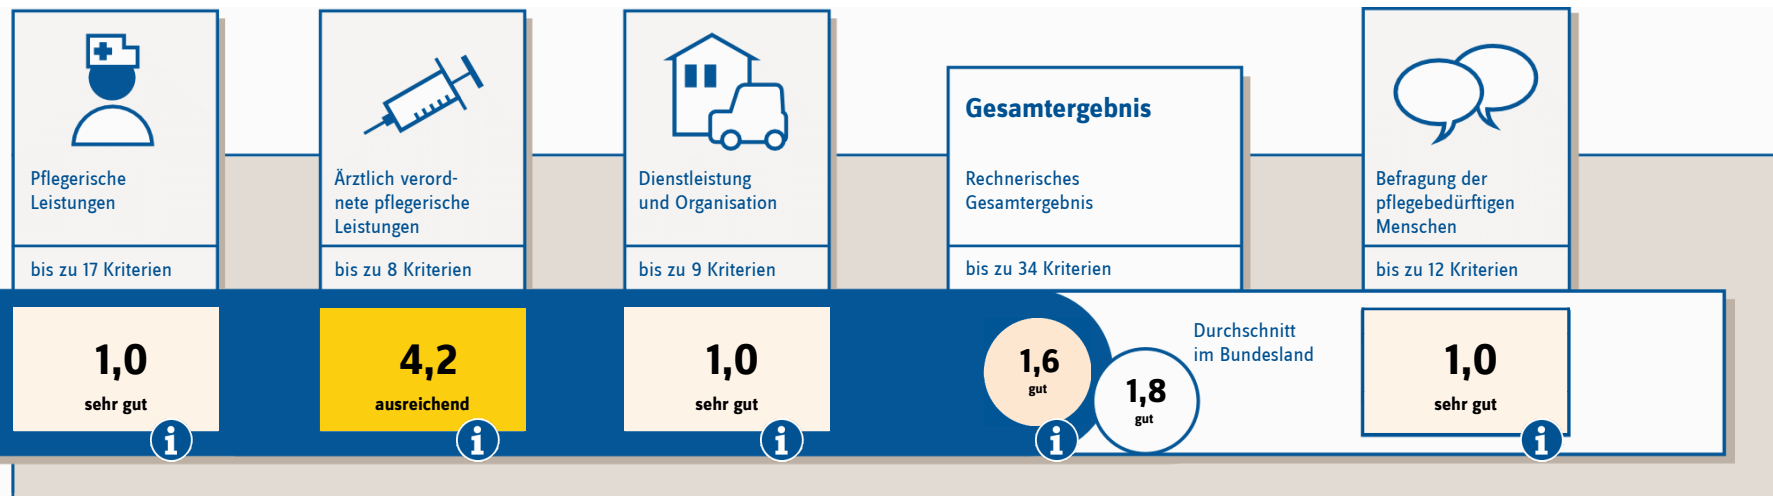 Pflegerische
Leistungen
bis zu 17 Kriterien
1,0
sehr gut
i
Ärztlich verord-
nete pflegerische
Leistungen
bis zu 8 Kriterien
4,2
ausreichend
i
Dienstleistung
und Organisation
bis zu 9 Kriterien
1,0
sehr gut
i
Gesamtergebnis
Rechnerisches
Gesamtergebnis
bis zu 34 Kriterien
1,6
gut
i
Durchschnitt
im Bundesland
1,8
gut
Befragung der
pflegebedürftigen
Menschen
bis zu 12 Kriterien
1,0
sehr gut
i